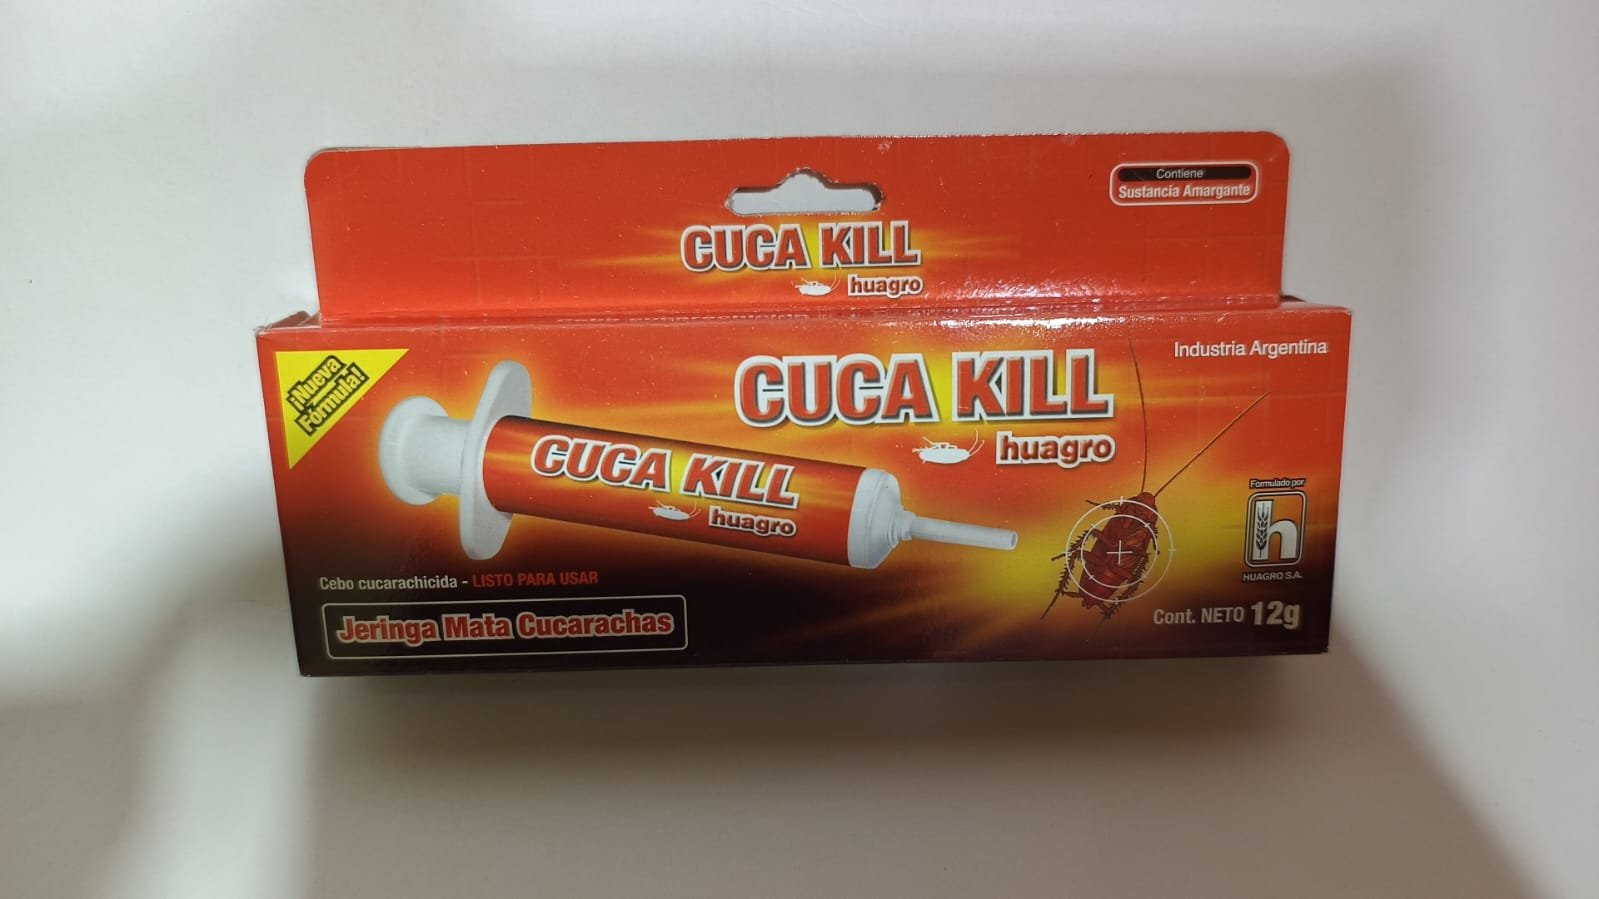 Contiene
Sustancia Amargante
CUCA KILL
huagro
¡Nueva
Fórmula!
CUCA KILL
huagro
Industria Argentina
CUCA KILL
huagro
Formulado por
h
HUAGRO S.A.
Cebo cucarachicida - LISTO PARA USAR
Jeringa Mata Cucarachas
Cont. NETO 12g